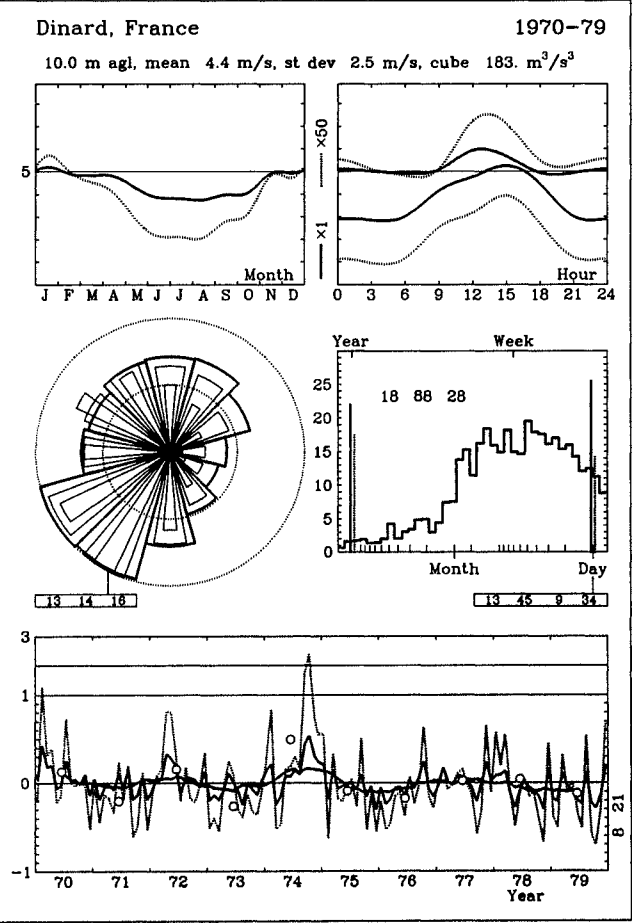 Dinard, France 1970-79
10.0 m agl, mean 4.4 m/s, st dev 2.5 m/s, cube 183. m³/s³
5
×1 ×50
Month
J F M A M J J A S O N D
Hour
0 3 6 9 12 15 18 21 24
Year Week
25
20
15
10
5
0
18 88 28
Month Day
13 14 16
13 45 9 34
3
1
0
-1
8 21
70 71 72 73 74 75 76 77 78 79
Year